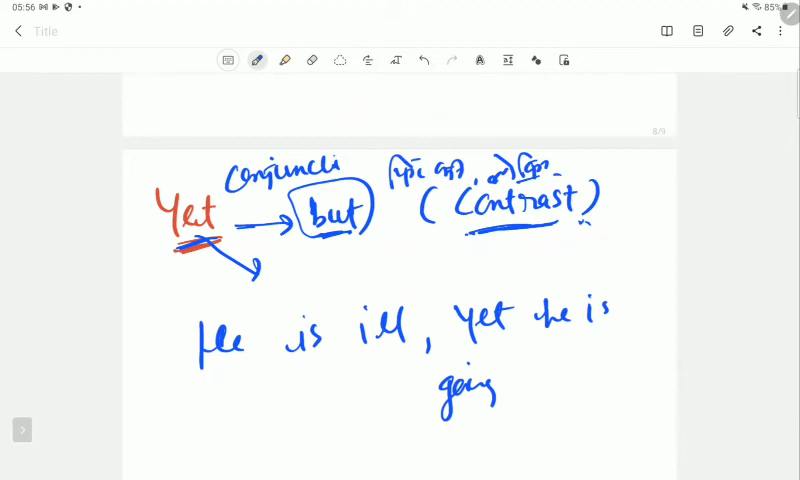 05:56
85%
Title
8/9
Conjuncti
Yet → but) (Contrast)
He is ill, yet he is
going